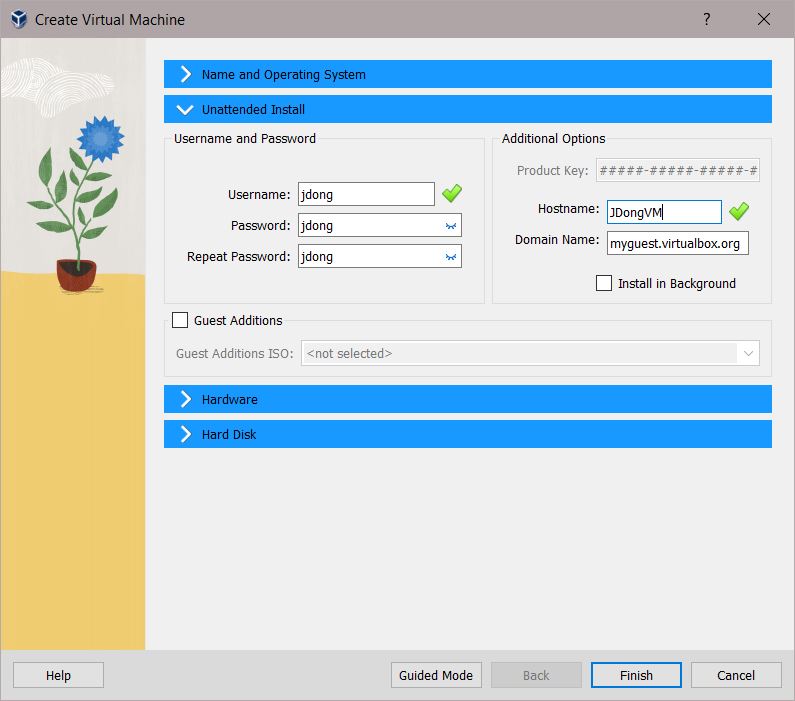 Create Virtual Machine
?
Name and Operating System
Unattended Install
Username and Password
Username: jdong
Password: jdong
Repeat Password: jdong
Additional Options
Product Key: #####-#####-#####-#
Hostname: JDongVM
Domain Name: myguest.virtualbox.org
Install in Background
Guest Additions
Guest Additions ISO: <not selected>
Hardware
Hard Disk
Help
Guided Mode
Back
Finish
Cancel